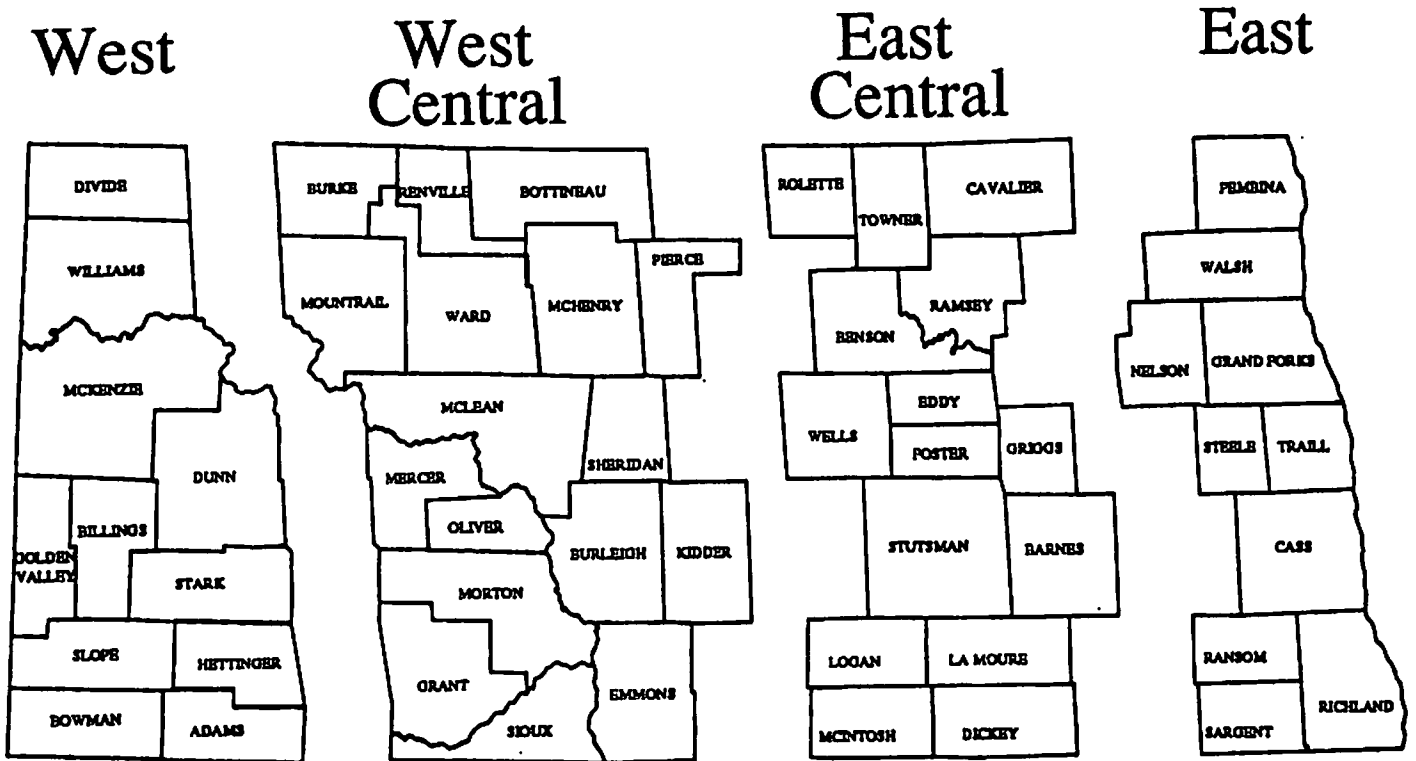 West
West
Central
East
Central
East
DIVIDE
WILLIAMS
MCKENZIE
DUNN
BILLINGS
GOLDEN
VALLEY
STARK
SLOPE
HETTINGER
BOWMAN
ADAMS
BURKE
RENVILLE
BOTTINEAU
PIERCE
MOUNTRAIL
WARD
MCHENRY
MCLEAN
SHERIDAN
MERCER
OLIVER
BURLEIGH
KIDDER
MORTON
GRANT
EMMONS
SIOUX
ROLETTE
TOWNER
CAVALIER
RAMSEY
BENSON
EDDY
WELLS
FOSTER
GRIGGS
STUTSMAN
BARNES
LOGAN
LA MOURE
MCINTOSH
DICKEY
PEMBINA
WALSH
NELSON
GRAND FORKS
STEELE
TRAILL
CASS
RANSOM
RICHLAND
SARGENT